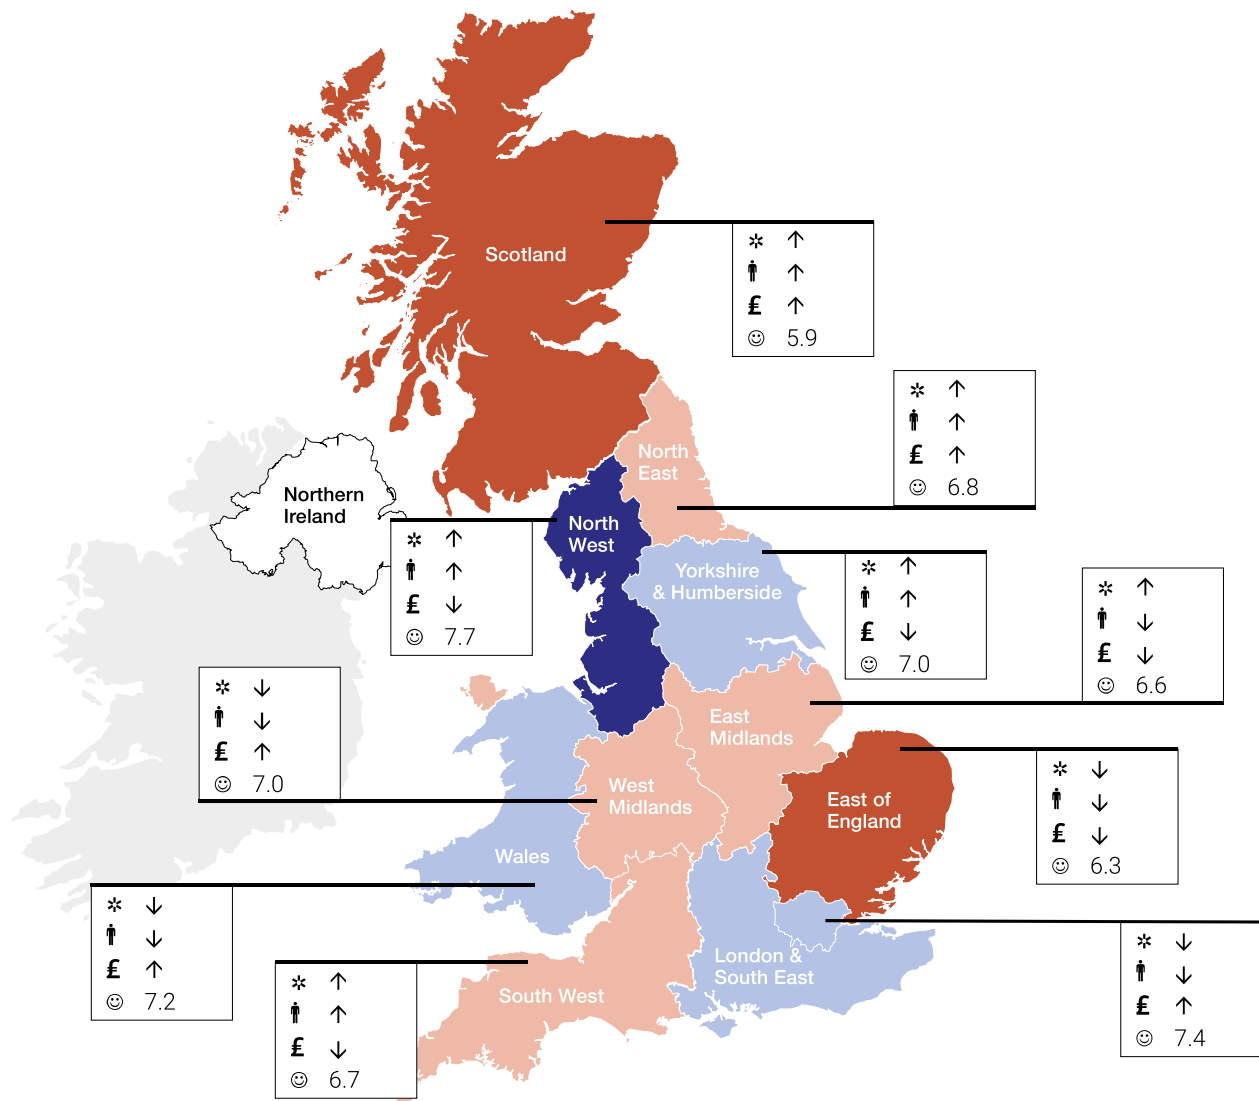 Scotland
✲ ↑
↑
£ ↑
☺ 5.9
✲ ↑
↑
£ ↑
☺ 6.8
North
East
Northern
Ireland
North
West
✲ ↑
↑
£ ↓
☺ 7.7
Yorkshire
& Humberside
✲ ↑
↑
£ ↓
☺ 7.0
✲ ↑
↓
£ ↓
☺ 6.6
✲ ↓
↓
£ ↑
☺ 7.0
East
Midlands
West
Midlands
East of
England
✲ ↓
↓
£ ↓
☺ 6.3
Wales
✲ ↓
↓
£ ↑
☺ 7.2
London &
South East
✲ ↓
↓
£ ↑
☺ 7.4
South West
✲ ↑
↑
£ ↓
☺ 6.7